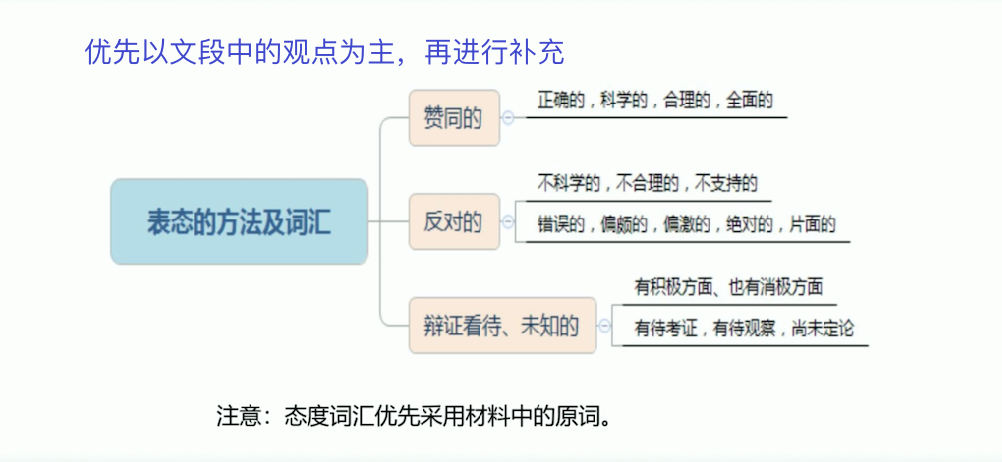 优先以文段中的观点为主，再进行补充
正确的，科学的，合理的，全面的
赞同的
不科学的，不合理的，不支持的
表态的方法及词汇
反对的
错误的，偏颇的，偏激的，绝对的，片面的
有积极方面、也有消极方面
辩证看待、未知的
有待考证，有待观察，尚未定论
注意：态度词汇优先采用材料中的原词。